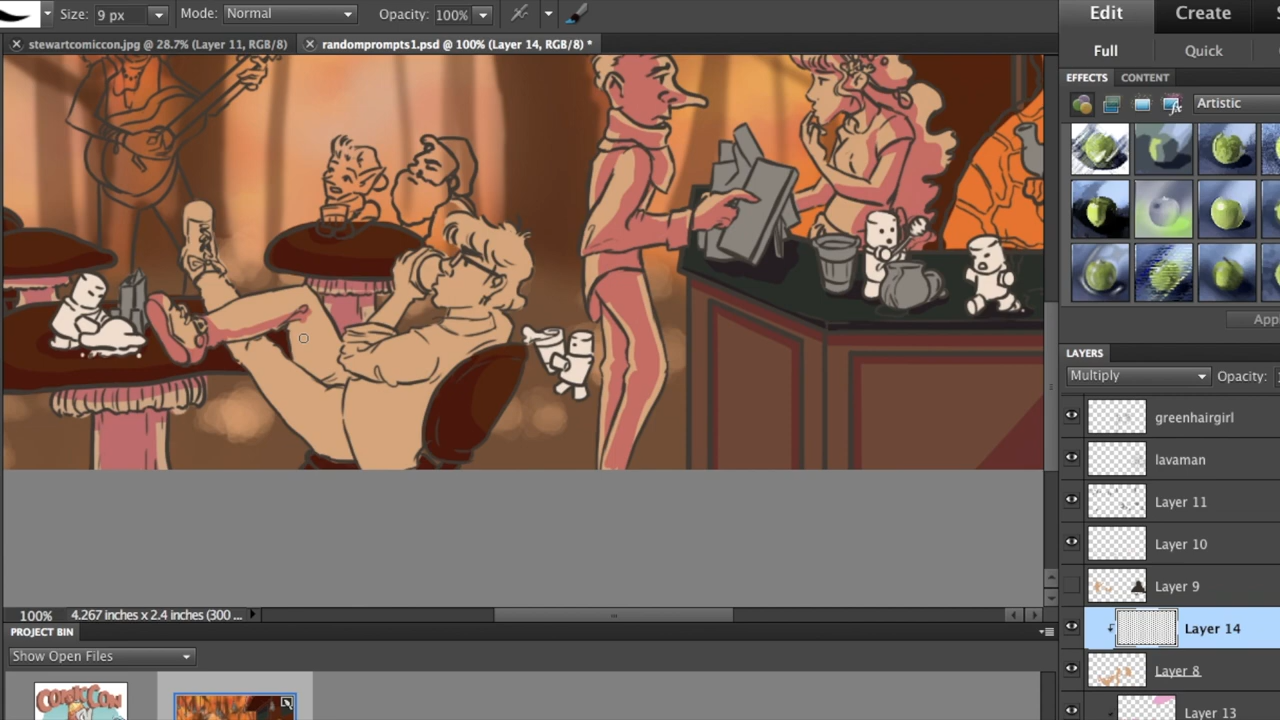 Size: 9 px Mode: Normal Opacity: 100%
Edit Create
stewartcomiccon.jpg @ 28.7% (Layer 11, RGB/8)
randomprompts1.psd @ 100% (Layer 14, RGB/8) *
Full Quick
EFFECTS CONTENT
Artistic
LAYERS
Multiply Opacity:
greenhairgirl
lavaman
Layer 11
Layer 10
Layer 9
Layer 14
Layer 8
Layer 13
100% 4.267 inches x 2.4 inches (300 ...
PROJECT BIN
Show Open Files
COMIC CON